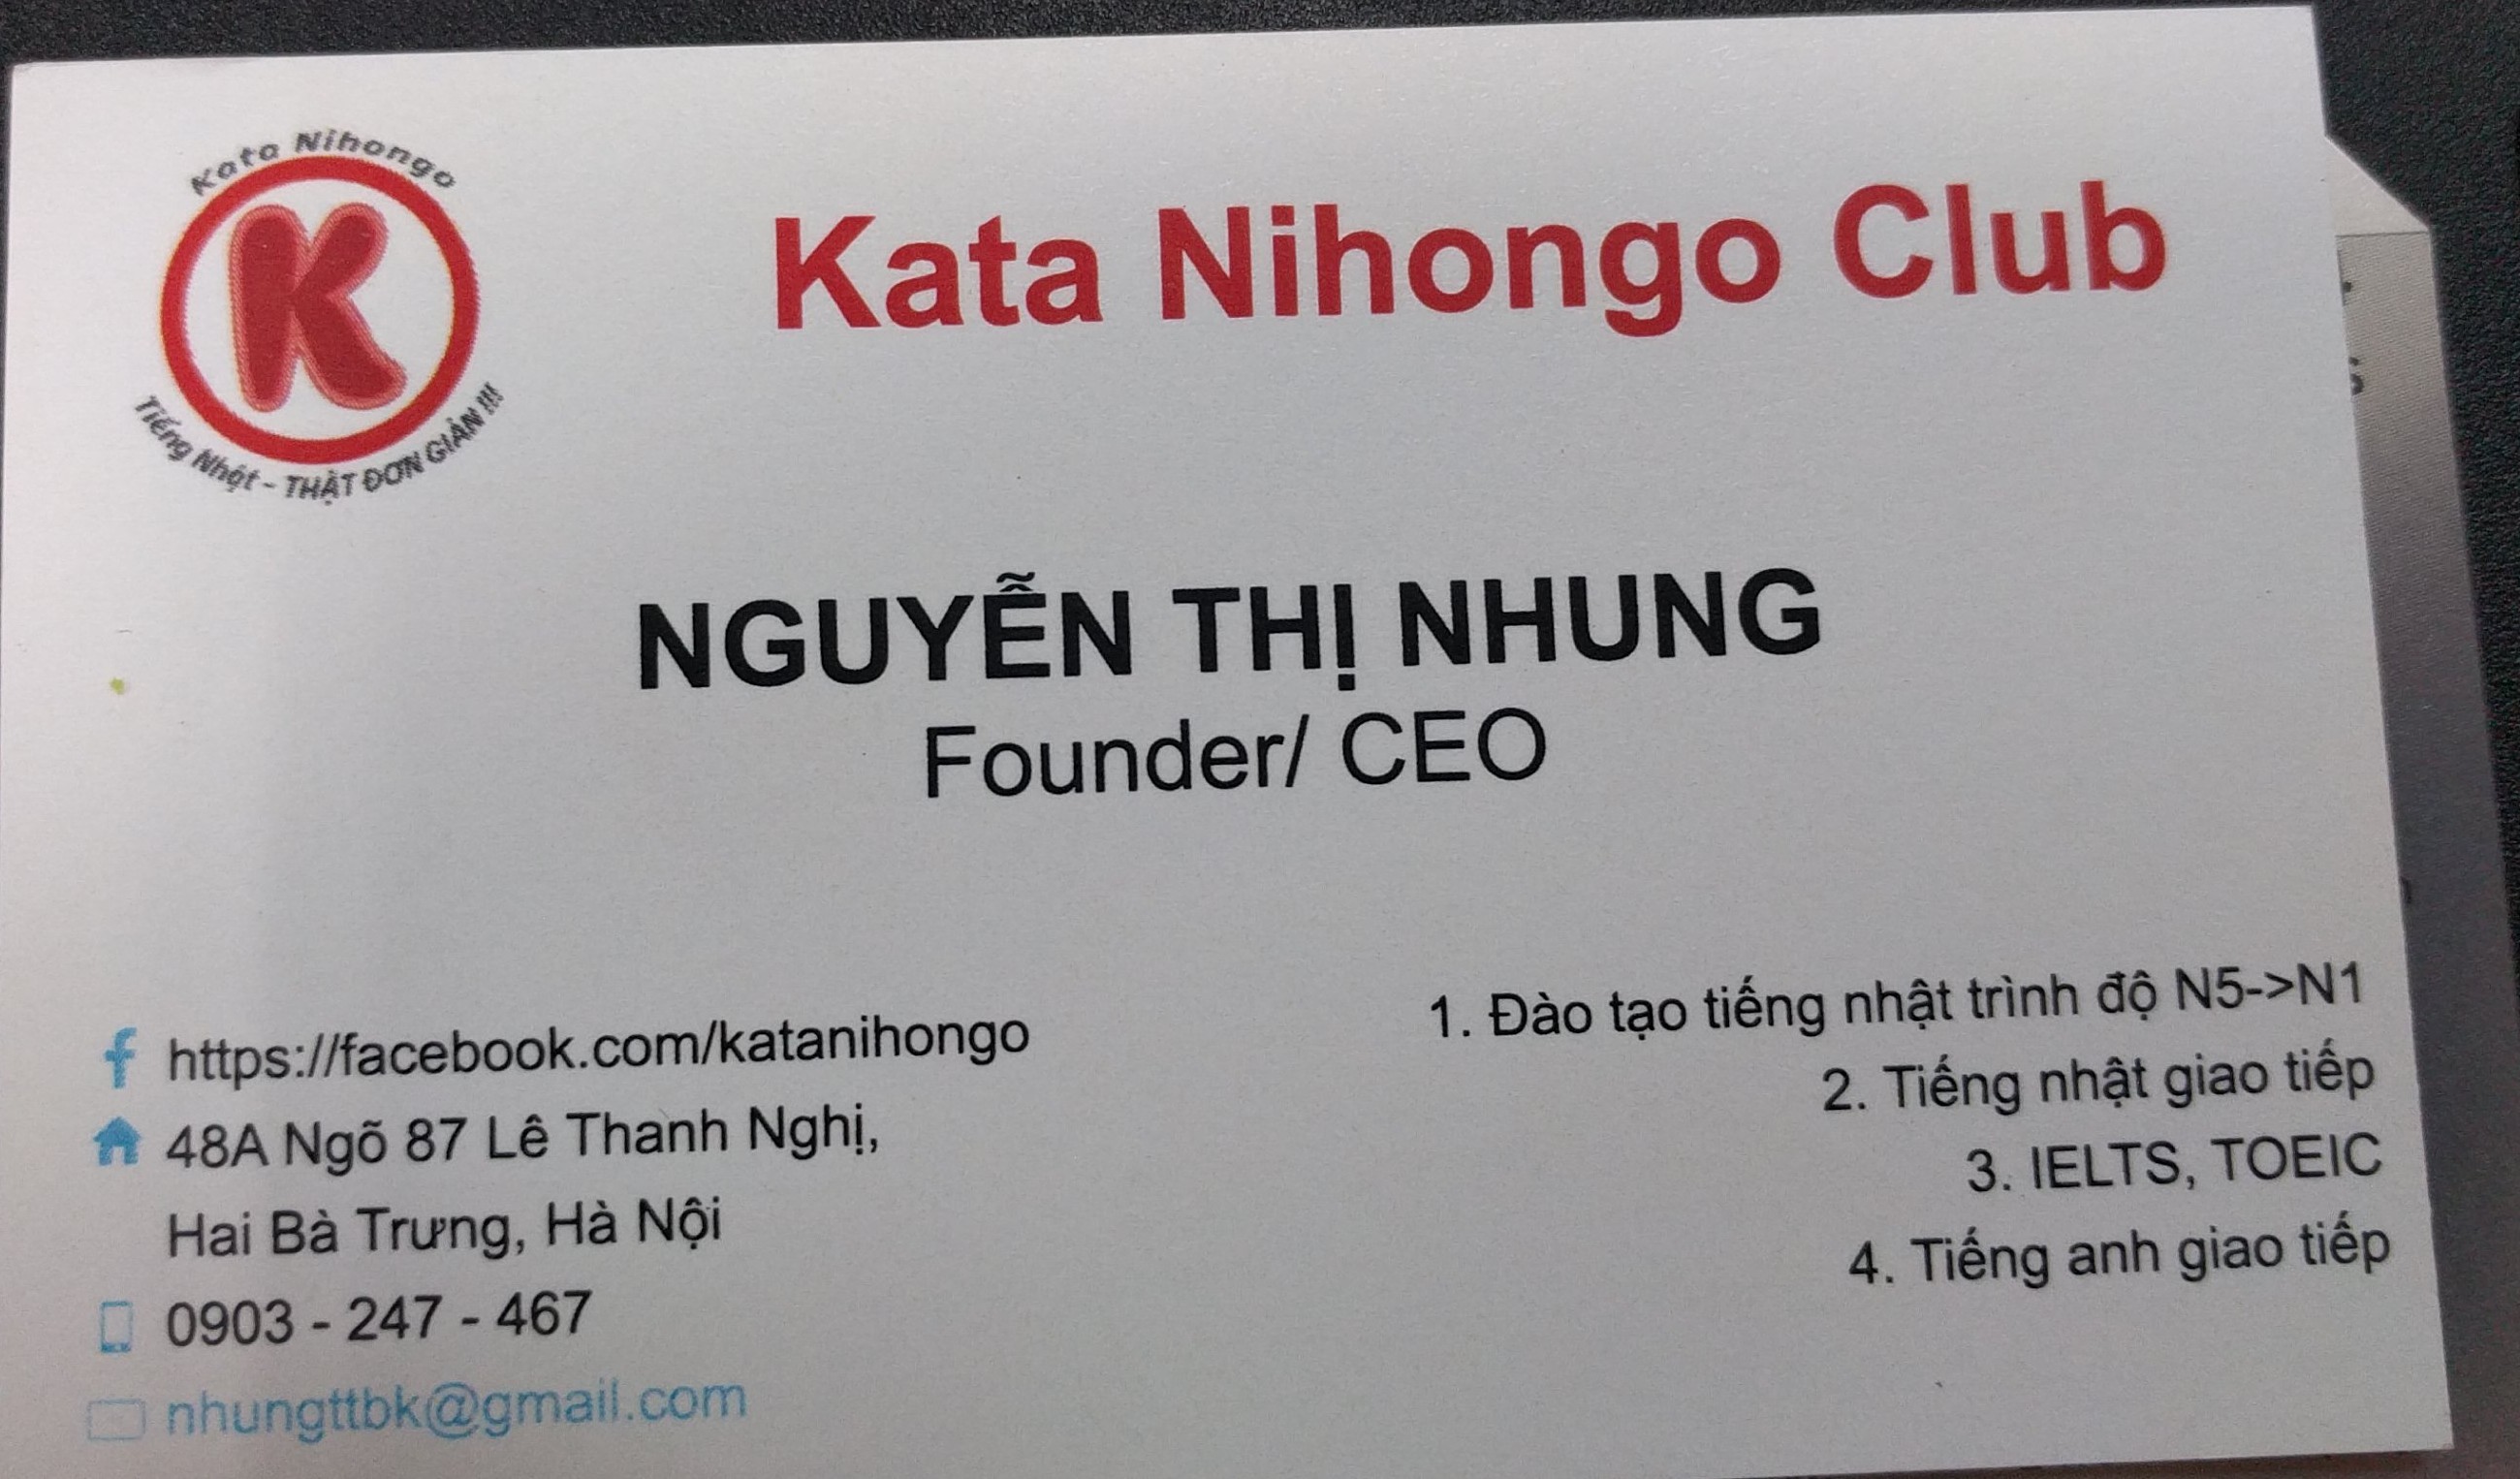 Kata Nihongo
K
Tiếng Nhật - THẬT ĐƠN GIẢN !!!
Kata Nihongo Club
NGUYỄN THỊ NHUNG
Founder/ CEO
https://facebook.com/katanihongo
48A Ngõ 87 Lê Thanh Nghị,
Hai Bà Trưng, Hà Nội
0903 - 247 - 467
nhungttbk@gmail.com
1. Đào tạo tiếng nhật trình độ N5->N1
2. Tiếng nhật giao tiếp
3. IELTS, TOEIC
4. Tiếng anh giao tiếp